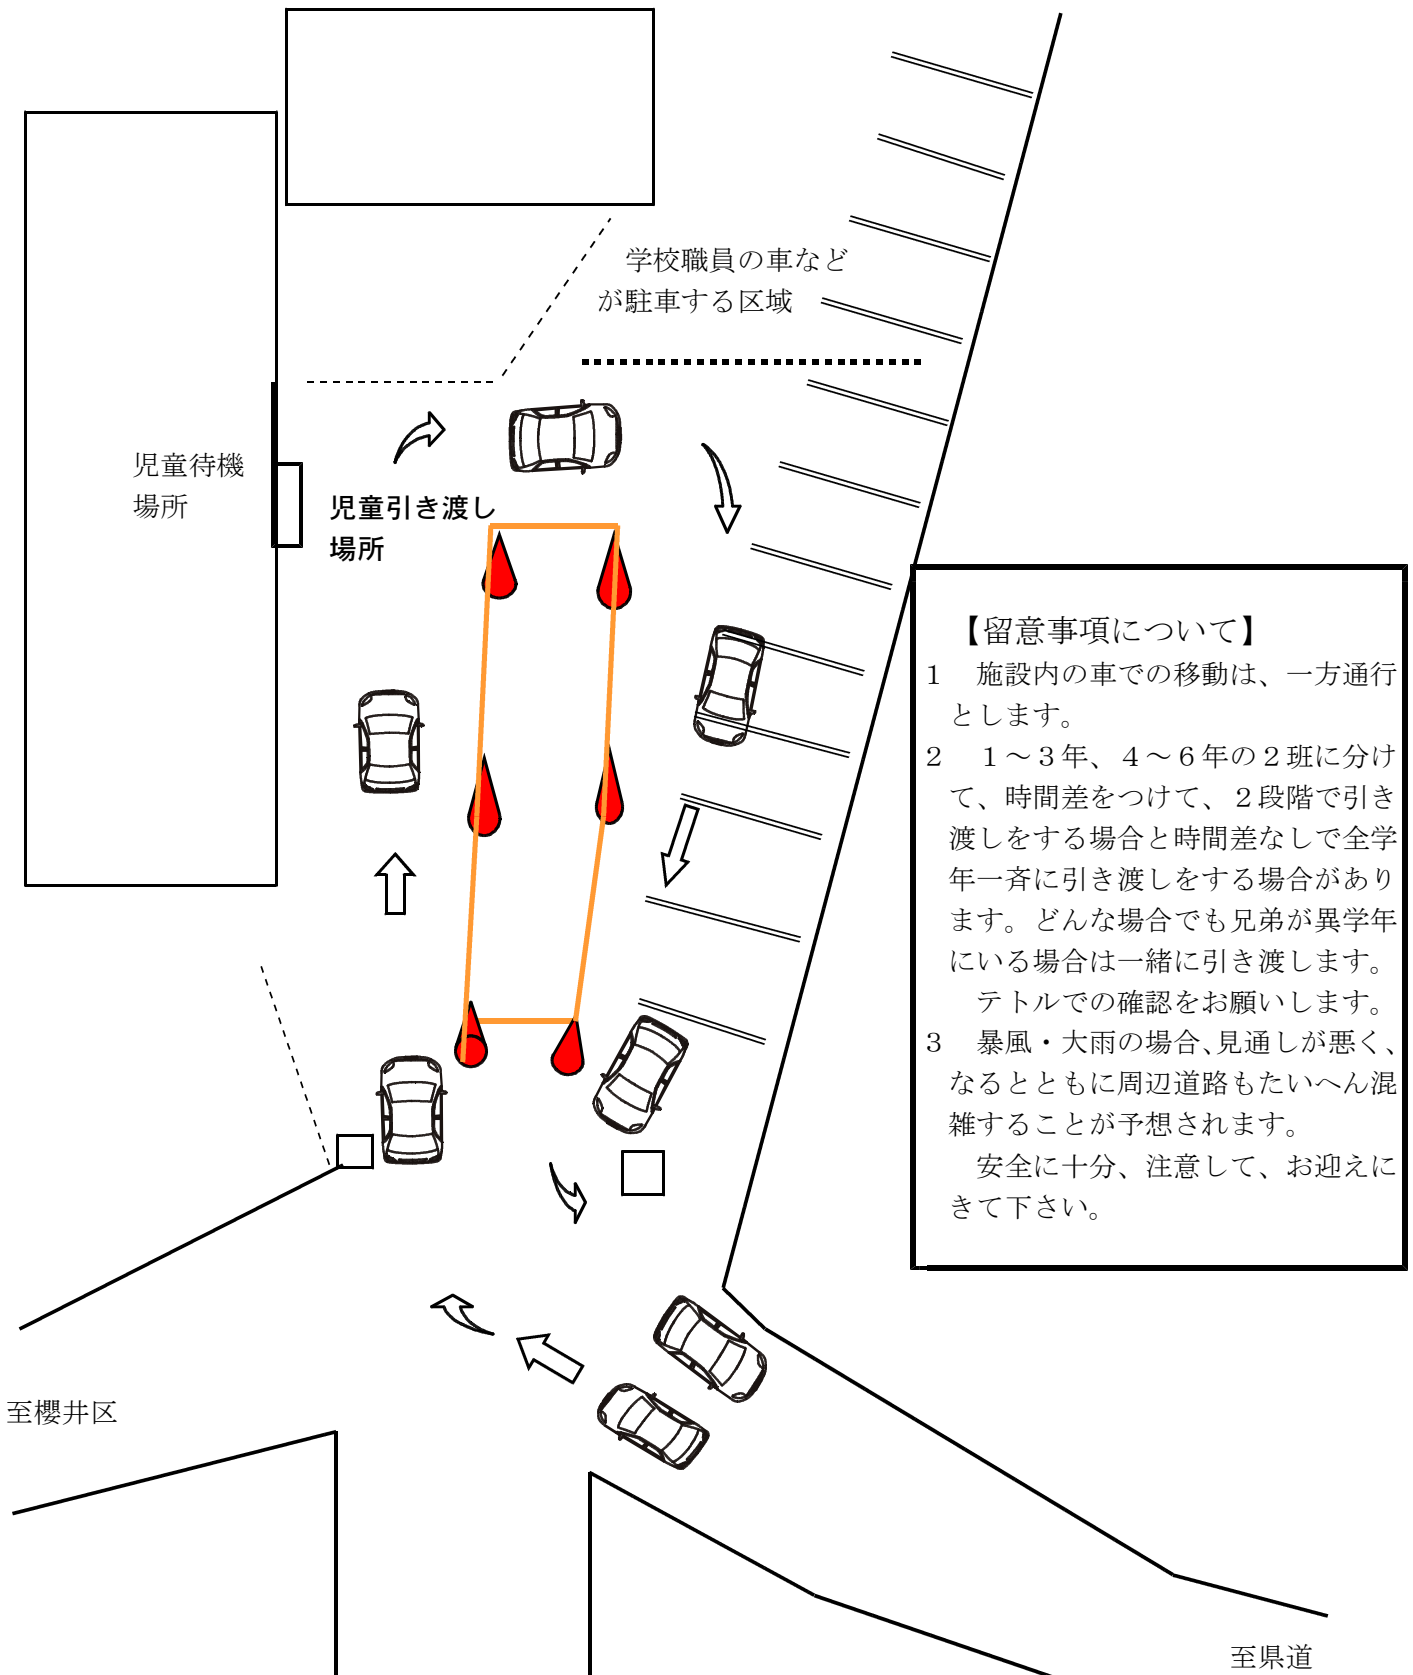 学校職員の車など
が駐車する区域
児童待機
場所
児童引き渡し
場所
【留意事項について】
１　施設内の車での移動は、一方通行
とします。
２　１～３年、４～６年の２班に分け
て、時間差をつけて、２段階で引き
渡しをする場合と時間差なしで全学
年一斉に引き渡しをする場合があり
ます。どんな場合でも兄弟が異学年
にいる場合は一緒に引き渡します。
テトルでの確認をお願いします。
３　暴風・大雨の場合、見通しが悪く、
なるとともに周辺道路もたいへん混
雑することが予想されます。
安全に十分、注意して、お迎えに
きて下さい。
至櫻井区
至県道